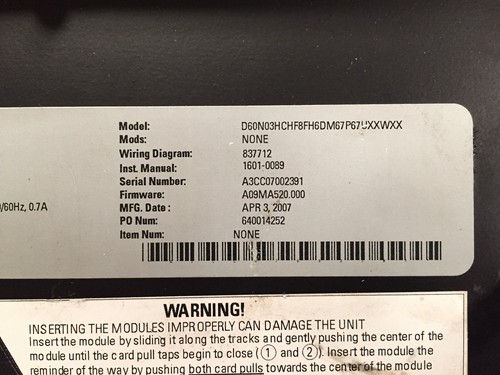 Model: D60N03HCHF8FH6DM67P67UXXWXX
Mods: NONE
Wiring Diagram: 837712
Inst. Manual: 1601-0089
Serial Number: A3CC07002391
Firmware: A09MA520.000
/60Hz, 0.7A
MFG. Date : APR 3, 2007
PO Num: 640014252
Item Num: NONE
WARNING!
INSERTING THE MODULES IMPROPERLY CAN DAMAGE THE UNIT
Insert the module by sliding it along the tracks and gently pushing the center of the
module until the card pull taps begin to close (1 and 2). Insert the module the
reminder of the way by pushing both card pulls towards the center of the module